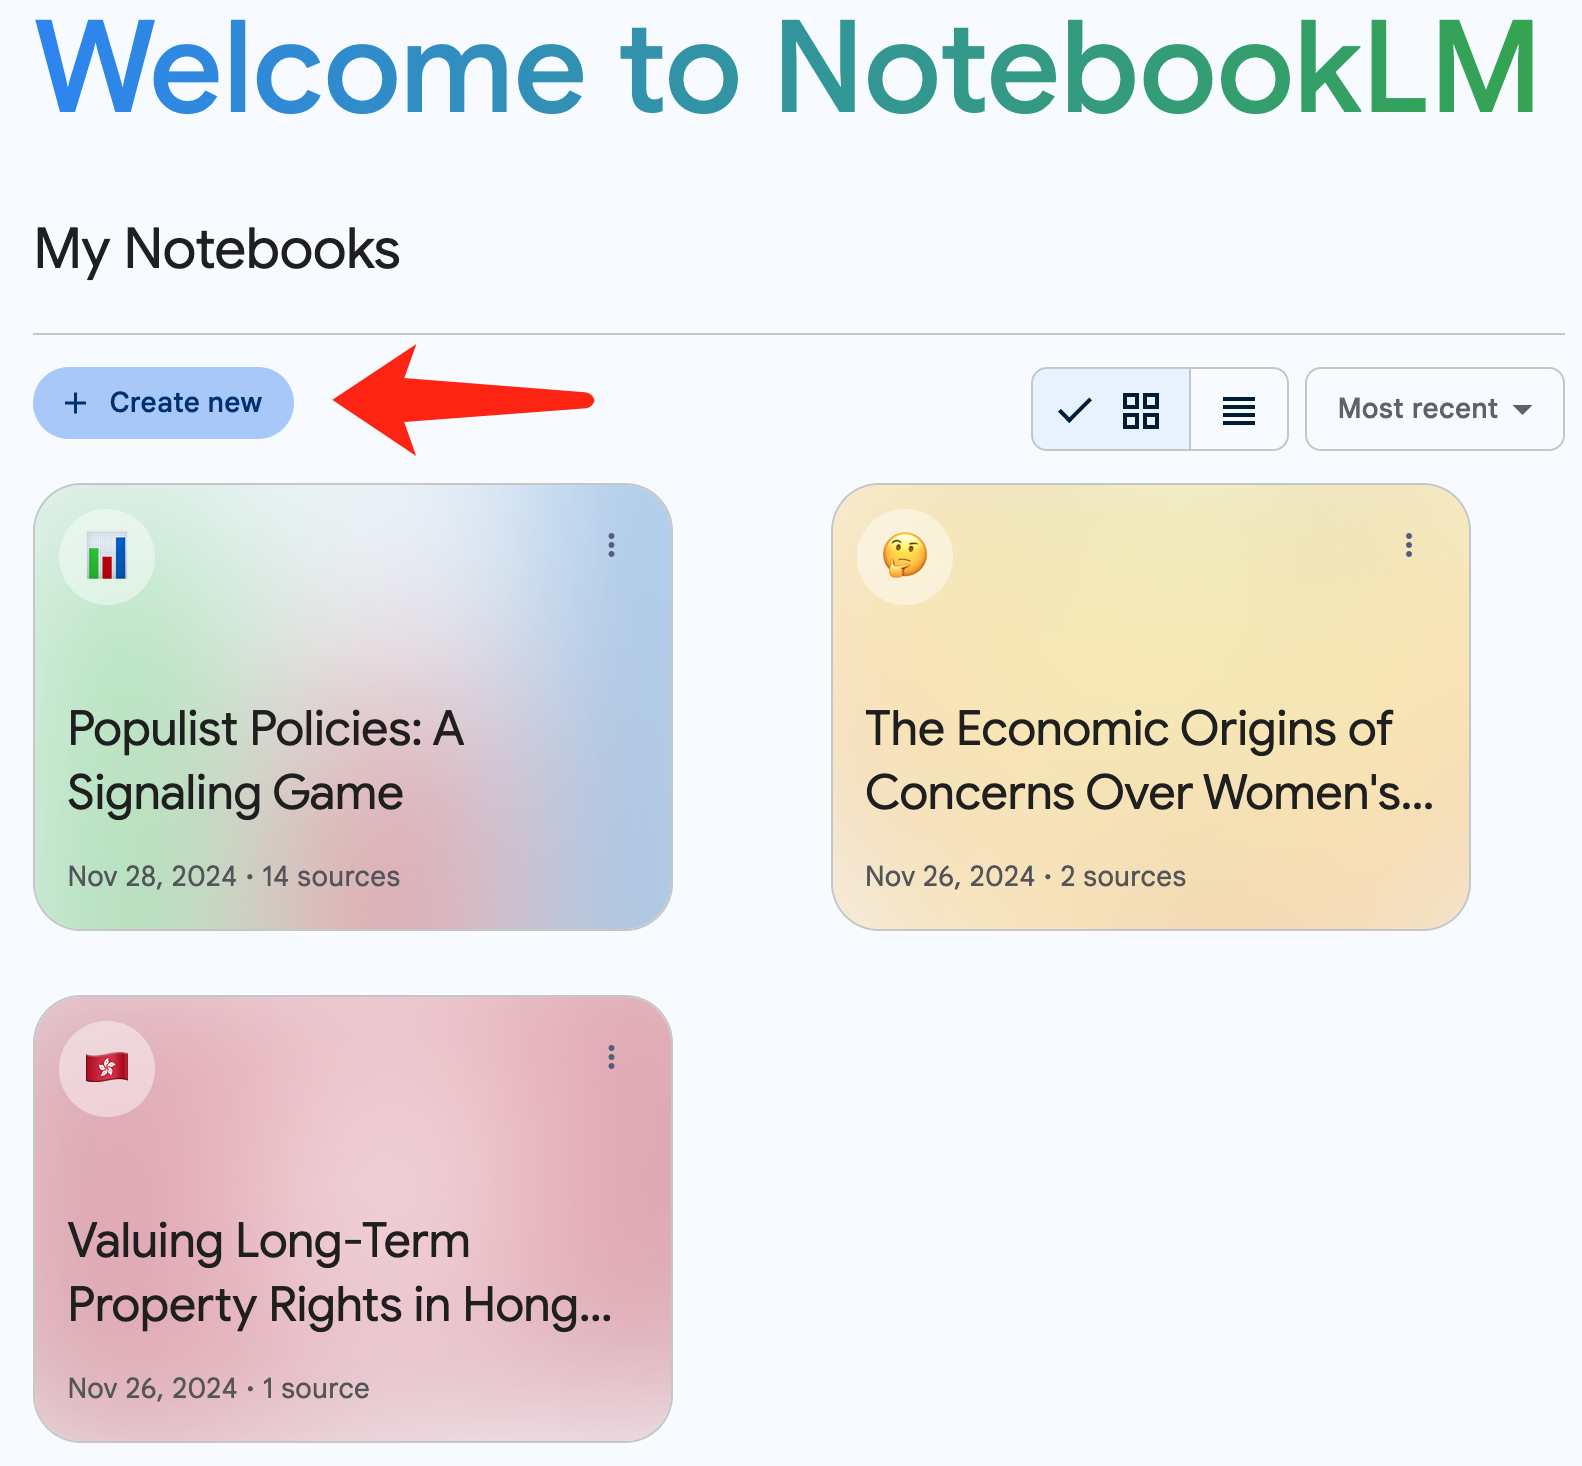 Welcome to NotebookLM
My Notebooks
+ Create new
Most recent
Populist Policies: A
Signaling Game
Nov 28, 2024 • 14 sources
The Economic Origins of
Concerns Over Women's...
Nov 26, 2024 • 2 sources
Valuing Long-Term
Property Rights in Hong...
Nov 26, 2024 • 1 source